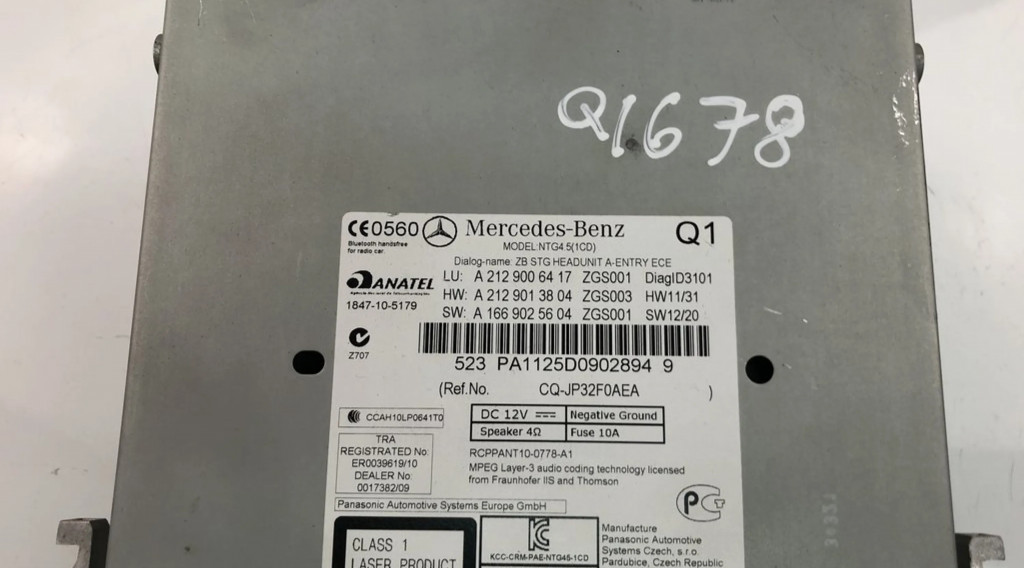 Q1678
CE0560 Mercedes-Benz Q1
Bluetooth handsfree
for radio car.
MODEL:NTG4.5(1CD)
Dialog-name: ZB STG HEADUNIT A-ENTRY ECE
ANATEL
1847-10-5179
LU: A 212 900 64 17 ZGS001 DiagID3101
HW: A 212 901 38 04 ZGS003 HW11/31
SW: A 166 902 56 04 ZGS001 SW12/20
Z707
523 PA1125D0902894 9
(Ref.No. CQ-JP32F0AEA )
CCAH10LP0641T0
DC 12V Negative Ground
Speaker 4Ω Fuse 10A
TRA
REGISTRATED No:
ER0039619/10
DEALER No:
0017382/09
RCPPANT10-0778-A1
MPEG Layer-3 audio coding technology licensed
from Fraunhofer IIS and Thomson
Panasonic Automotive Systems Europe GmbH
CLASS 1
LASER PRODUCT
KCC-CRM-PAE-NTG45-1CD
Manufacture
Panasonic Automotive
Systems Czech, s.r.o.
Pardubice, Czech Republic